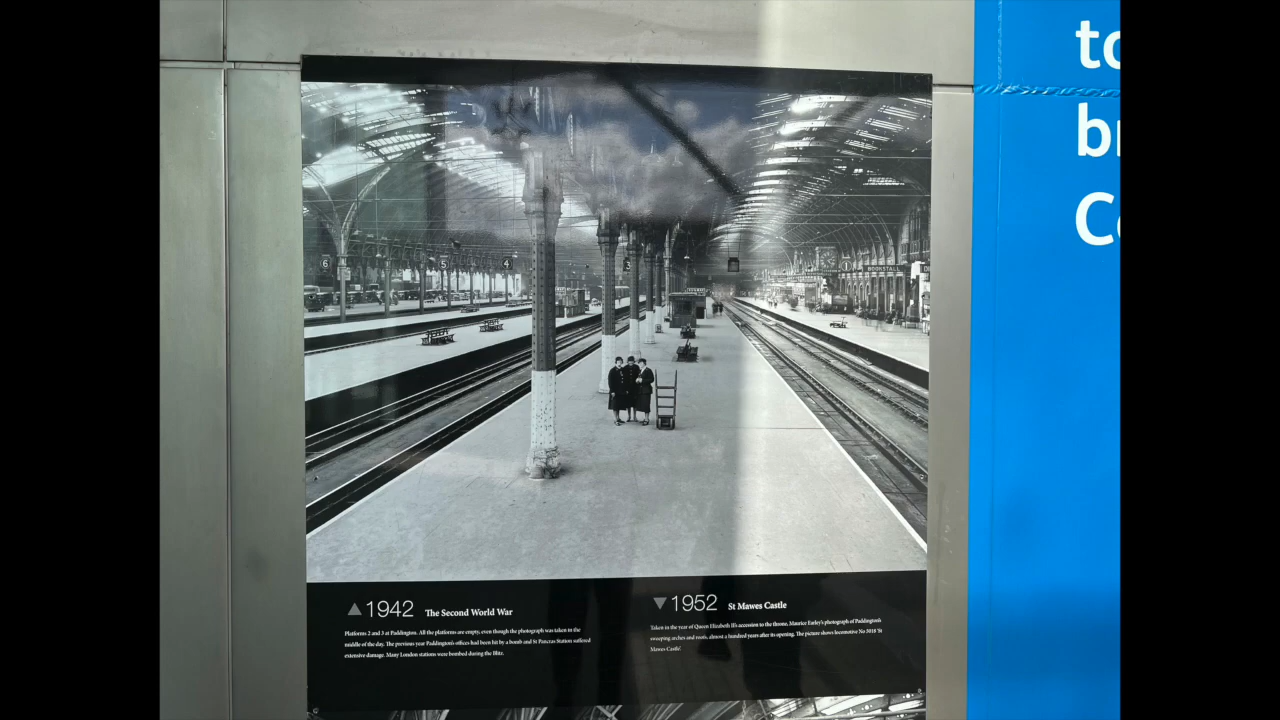 to
br
Co
6
5
4
3
1
BOOKSTALL
▲ 1942 The Second World War
Platforms 2 and 3 at Paddington. All the platforms are empty, even though the photograph was taken in the
middle of the day. The previous year Paddington's offices had been hit by a bomb and St Pancras Station suffered
extensive damage. Many London stations were bombed during the Blitz.
▼ 1952 St Mawes Castle
Taken in the year of Queen Elizabeth II's accession to the throne, Maurice Earley's photograph of Paddington's
sweeping arches and roofs, almost a hundred years after its opening. The picture shows locomotive No 5018 'St
Mawes Castle'.